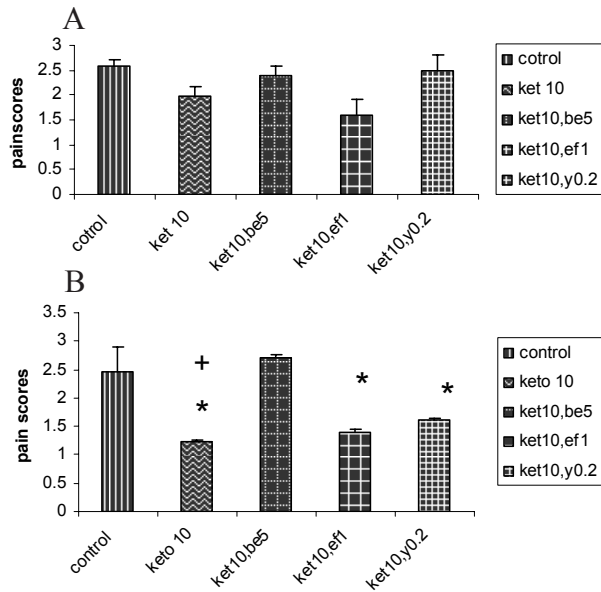 A
painscores
3
2.5
2
1.5
1
0.5
0
cotrol
ket 10
ket10,be5
ket10,ef1
ket10,y0.2
cotrol
ket 10
ket10,be5
ket10,ef1
ket10,y0.2
B
pain scores
3.5
3
2.5
2
1.5
1
0.5
0
+
*
*
*
control
keto 10
ket10,be5
ket10,ef1
ket10,y0.2
control
keto 10
ket10,be5
ket10,ef1
ket10,y0.2